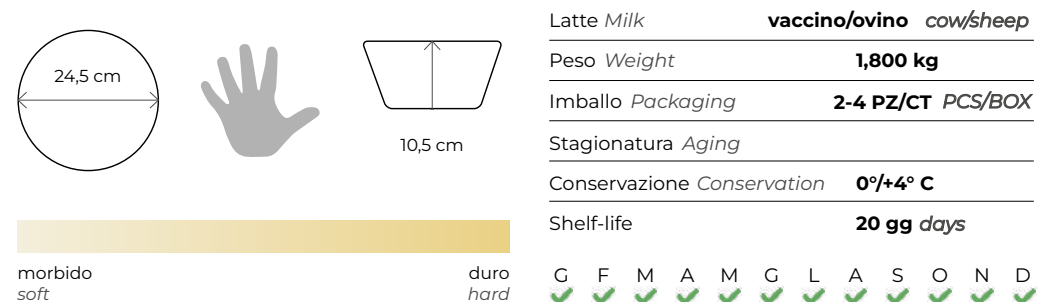 24,5 cm
10,5 cm
morbido duro
soft hard
Latte Milk vaccino/ovino cow/sheep
Peso Weight 1,800 kg
Imballo Packaging 2-4 PZ/CT PCS/BOX
Stagionatura Aging
Conservazione Conservation 0°/+4° C
Shelf-life 20 gg days
G F M A M G L A S O N D